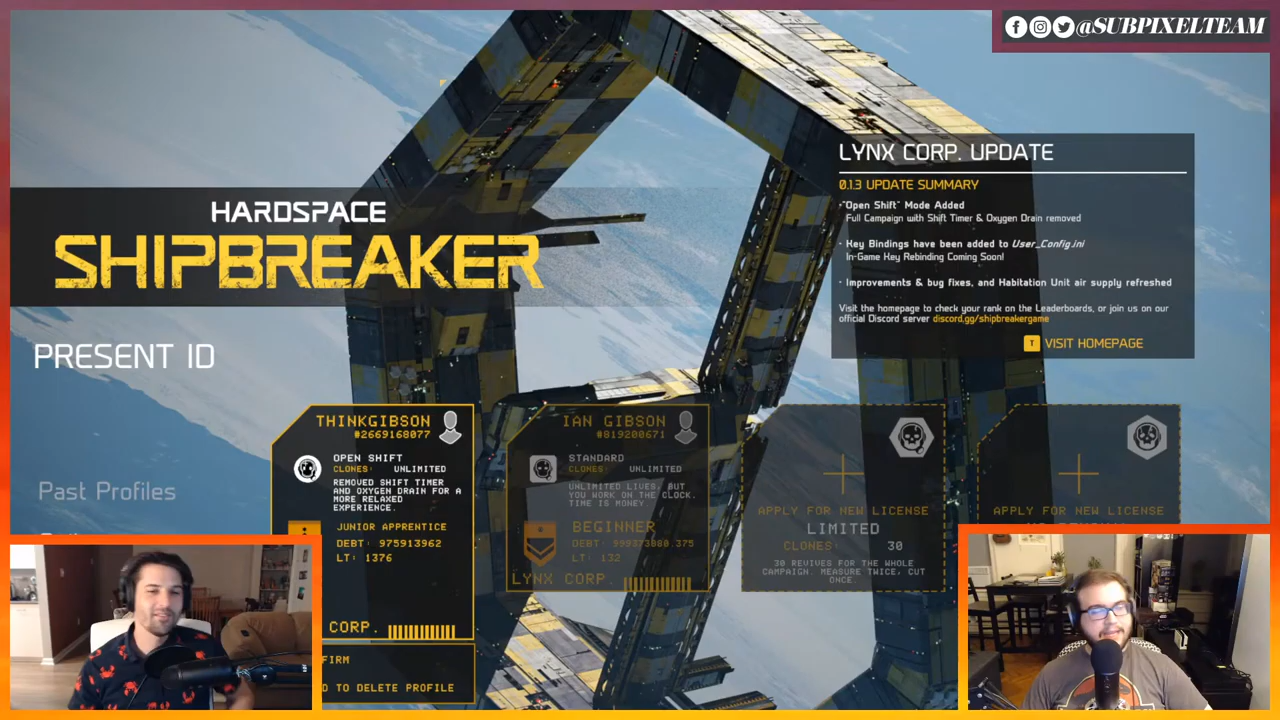 @SUBPIXELTEAM
LYNX CORP. UPDATE
0.1.3 UPDATE SUMMARY
-"Open Shift" Mode Added
Full Campaign with Shift Timer & Oxygen Drain removed
- Key Bindings have been added to User_Config.ini
In-Game Key Rebinding Coming Soon!
- Improvements & bug fixes, and Habitation Unit air supply refreshed
Visit the homepage to check your rank on the Leaderboards, or join us on our
official Discord server discord.gg/shipbreakergame
T VISIT HOMEPAGE
HARDSPACE
SHIPBREAKER
PRESENT ID
Past Profiles
THINKGIBSON
#2669168077
OPEN SHIFT
CLONES: UNLIMITED
REMOVED SHIFT TIMER
AND OXYGEN DRAIN FOR A
MORE RELAXED
EXPERIENCE.
JUNIOR APPRENTICE
DEBT: 975913962
LT: 1376
CORP.
FIRM
D TO DELETE PROFILE
IAN GIBSON
#819200671
STANDARD
CLONES: UNLIMITED
UNLIMITED LIVES, BUT
YOU WORK ON THE CLOCK.
TIME IS MONEY.
BEGINNER
DEBT: 999373080.375
LT: 132
LYNX CORP.
APPLY FOR NEW LICENSE
LIMITED
CLONES: 30
30 REVIVES FOR THE WHOLE
CAMPAIGN. MEASURE TWICE, CUT
ONCE.
APPLY FOR NEW LICENSE